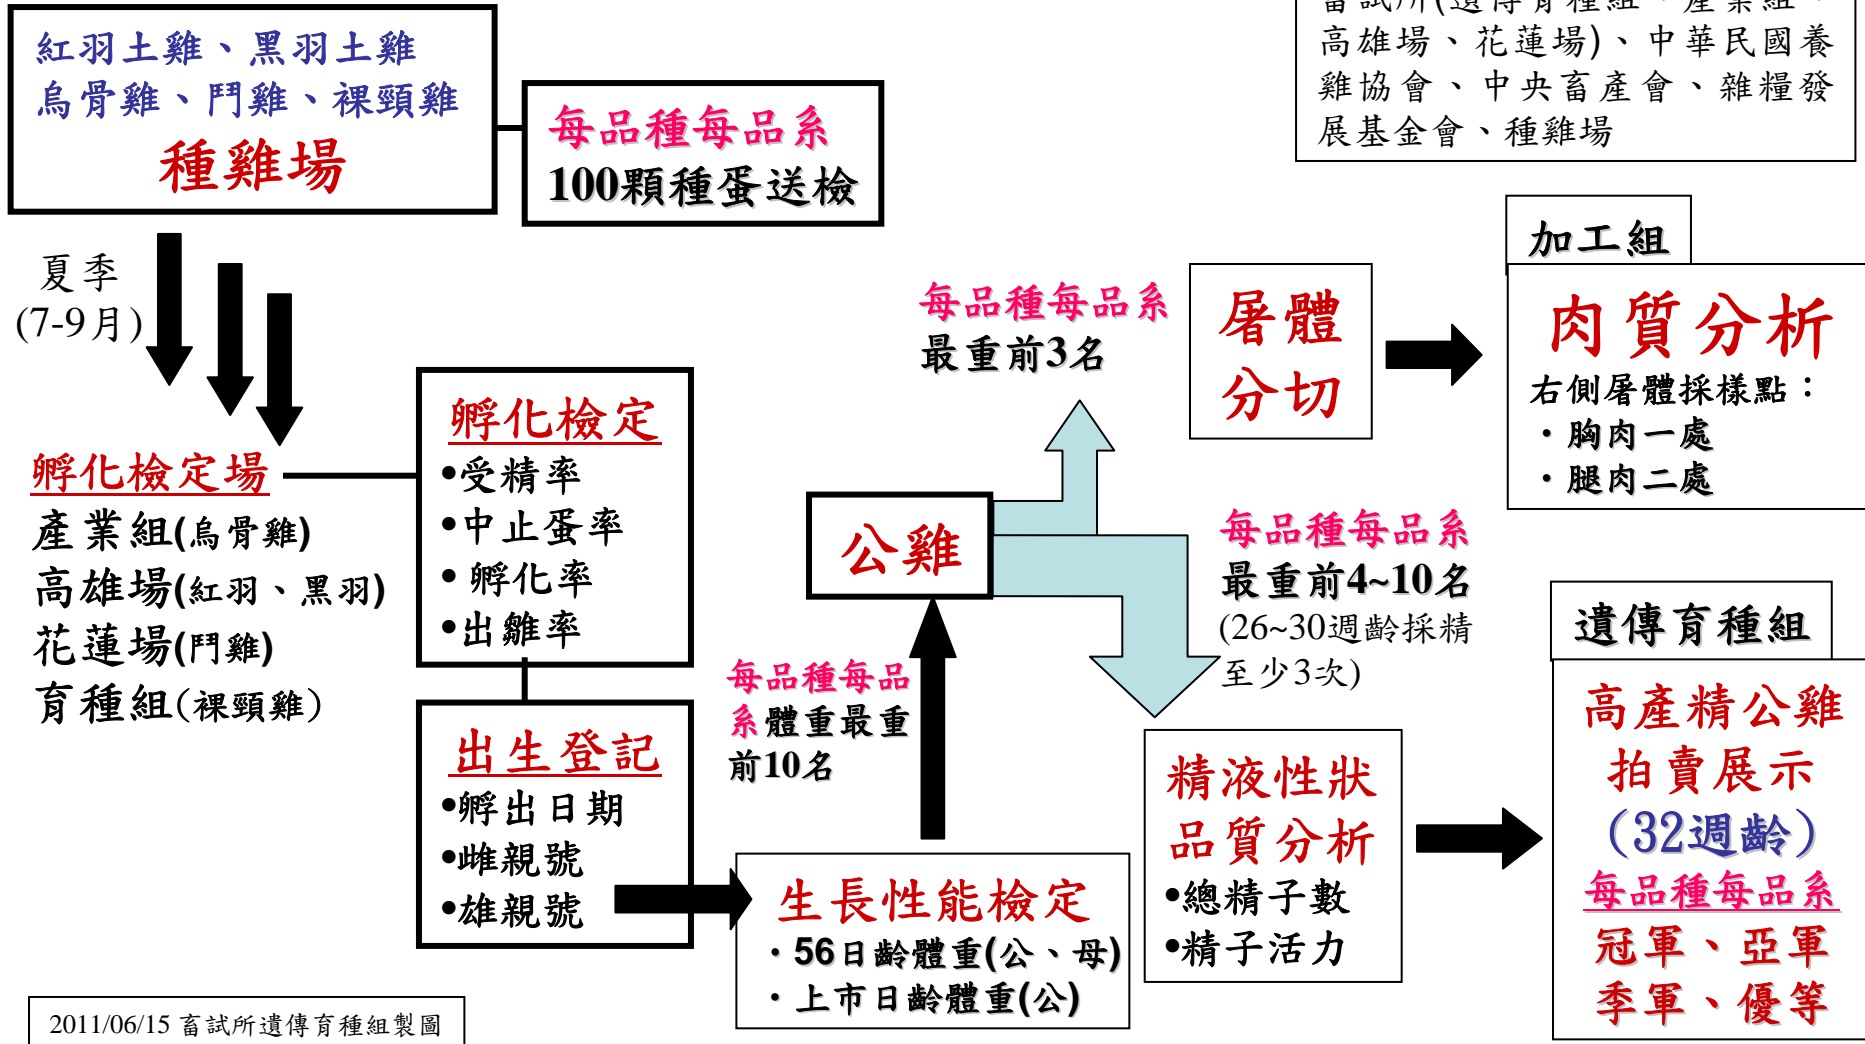 紅羽土雞、黑羽土雞
烏骨雞、鬥雞、裸頸雞
種雞場
每品種每品系
100顆種蛋送檢
畜試所(遺傳育種組、產業組、
高雄場、花蓮場)、中華民國養
雞協會、中央畜產會、雜糧發
展基金會、種雞場
夏季
(7-9月)
孵化檢定場
產業組(烏骨雞)
高雄場(紅羽、黑羽)
花蓮場(鬥雞)
育種組(裸頸雞)
孵化檢定
•受精率
•中止蛋率
•孵化率
•出雛率
出生登記
•孵出日期
•雌親號
•雄親號
生長性能檢定
・56日齡體重(公、母)
・上市日齡體重(公)
每品種每品
系體重最重
前10名
公雞
每品種每品系
最重前3名
屠體
分切
加工組
肉質分析
右側屠體採樣點：
・胸肉一處
・腿肉二處
每品種每品系
最重前4~10名
(26~30週齡採精
至少3次)
精液性狀
品質分析
•總精子數
•精子活力
遺傳育種組
高產精公雞
拍賣展示
(32週齡)
每品種每品系
冠軍、亞軍
季軍、優等
2011/06/15 畜試所遺傳育種組製圖